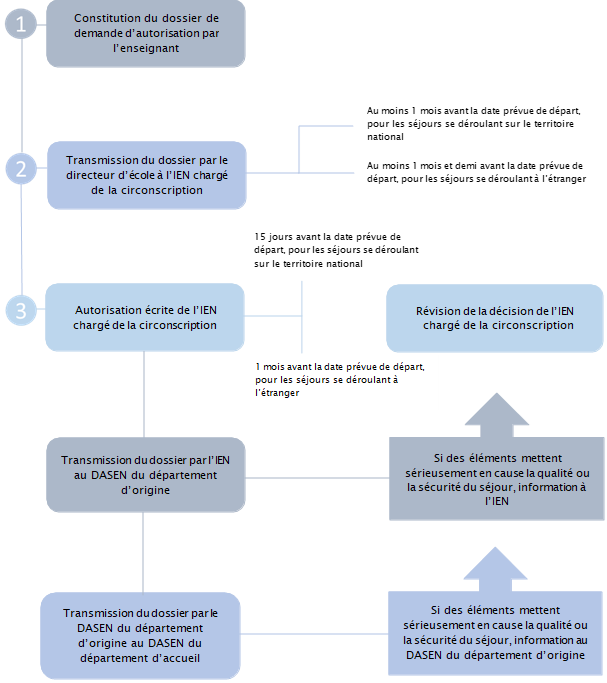 1
Constitution du dossier de
demande d’autorisation par
l’enseignant
Au moins 1 mois avant la date prévue de départ,
pour les séjours se déroulant sur le territoire
national
2
Transmission du dossier par le
directeur d’école à l’IEN chargé
de la circonscription
Au moins 1 mois et demi avant la date prévue de
départ, pour les séjours se déroulant à l’étranger
15 jours avant la date prévue de
départ, pour les séjours se déroulant
sur le territoire national
3
Autorisation écrite de l’IEN
chargé de la circonscription
Révision de la décision de l’IEN
chargé de la circonscription
1 mois avant la date prévue de départ,
pour les séjours se déroulant à
l’étranger
Transmission du dossier par l’IEN
au DASEN du département
d’origine
Si des éléments mettent
sérieusement en cause la qualité ou
la sécurité du séjour, information à
l’IEN
Transmission du dossier par le
DASEN du département
d’origine au DASEN du
département d’accueil
Si des éléments mettent
sérieusement en cause la qualité ou
la sécurité du séjour, information au
DASEN du département d’origine